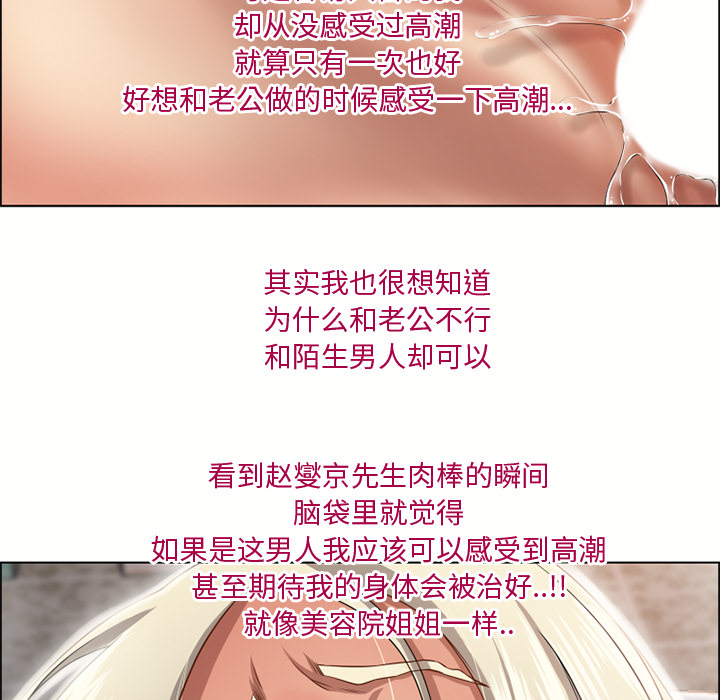 却从没感受过高潮
就算只有一次也好
好想和老公做的时候感受一下高潮...
其实我也很想知道
为什么和老公不行
和陌生男人却可以
看到赵燮京先生肉棒的瞬间
脑袋里就觉得
如果是这男人我应该可以感受到高潮
甚至期待我的身体会被治好..!!
就像美容院姐姐一样..